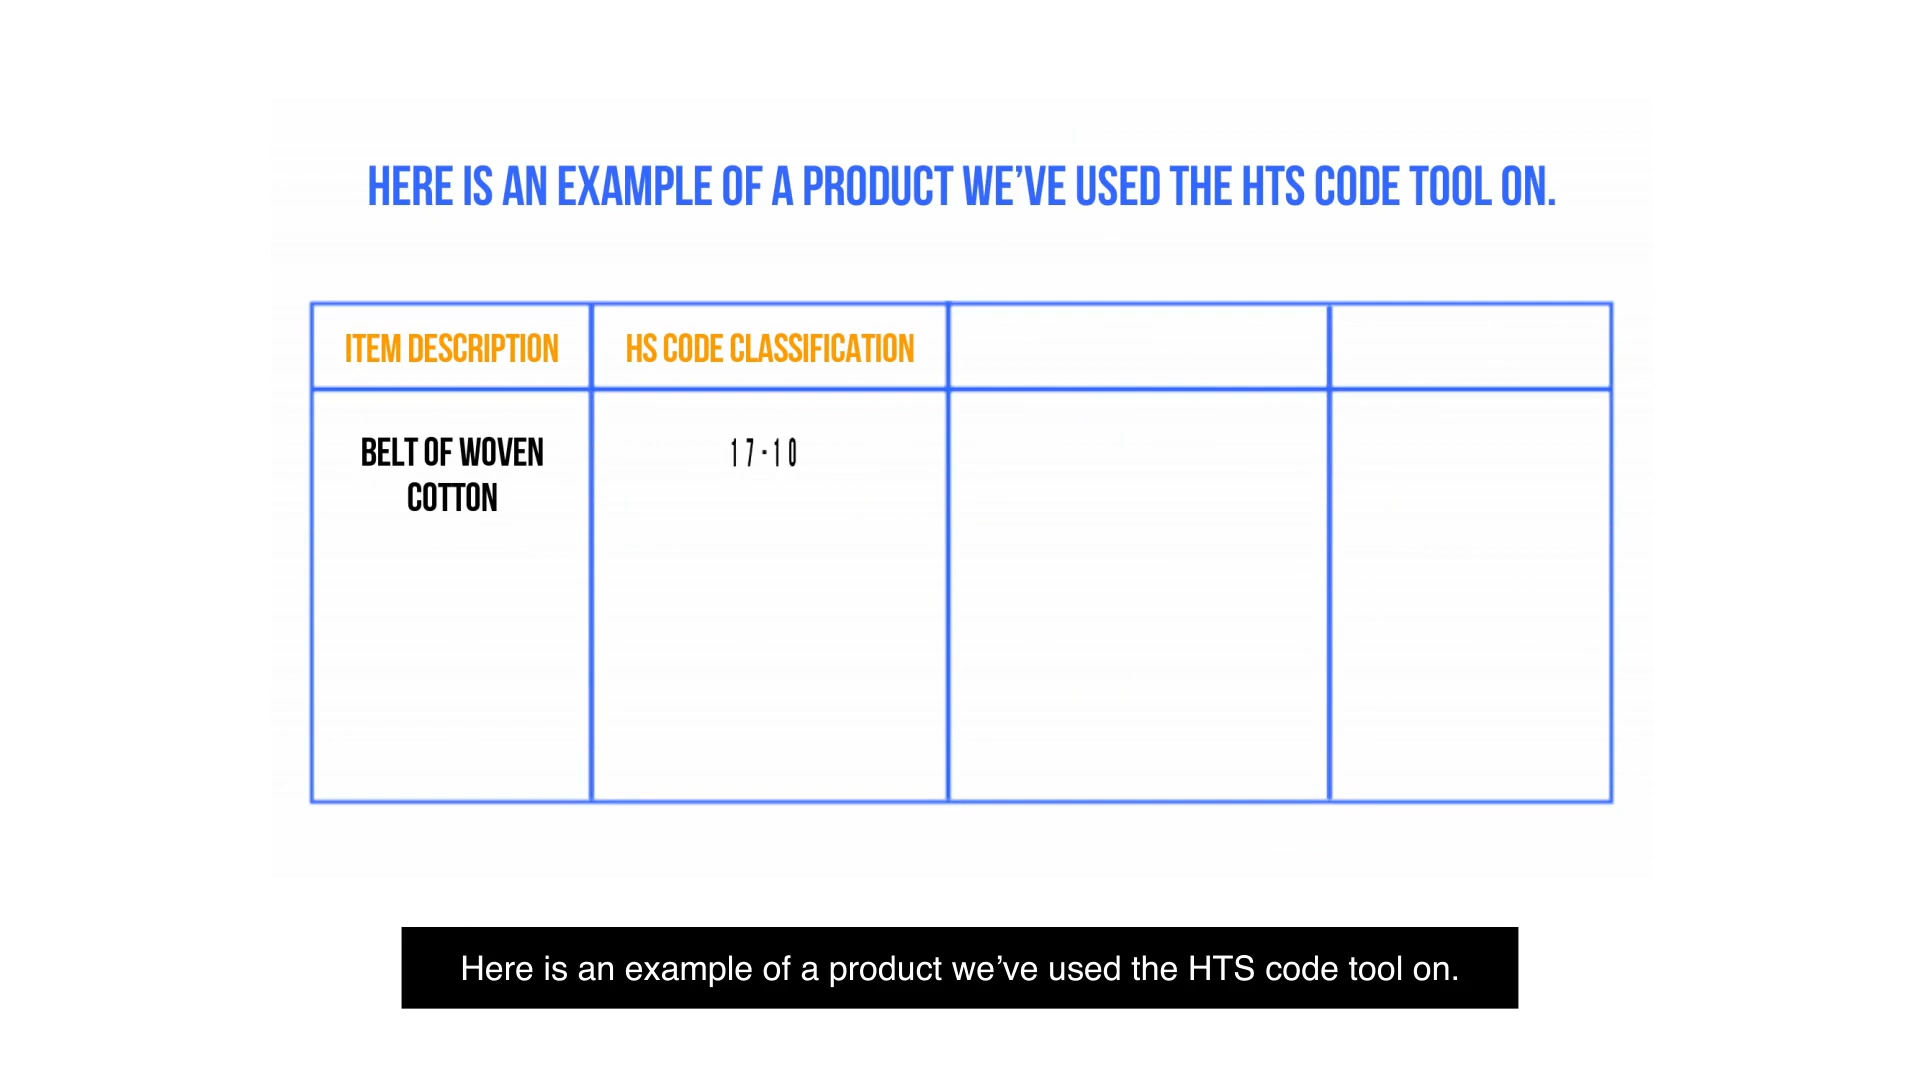 HERE IS AN EXAMPLE OF A PRODUCT WE’VE USED THE HTS CODE TOOL ON.
ITEM DESCRIPTION
HS CODE CLASSIFICATION
BELT OF WOVEN
COTTON
17-10
Here is an example of a product we’ve used the HTS code tool on.